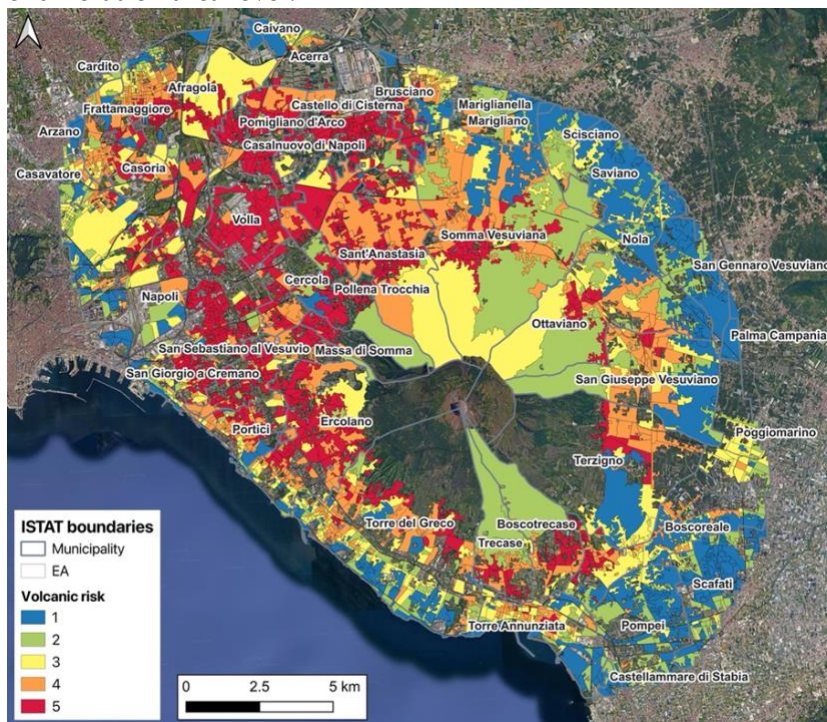 Caivano
Acerra
Cardito
Afragola
Brusciano
Frattamaggiore
Castello di Cisterna
Mariglianella
Arzano
Pomigliano d'Arco
Marigliano
Scisciano
Casalnuovo di Napoli
Casavatore
Casoria
Saviano
Volla
Somma Vesuviana
Nola
Sant'Anastasia
San Gennaro Vesuviano
Cercola
Pollena Trocchia
Napoli
Ottaviano
Palma Campania
San Sebastiano al Vesuvio
Massa di Somma
San Giorgio a Cremano
San Giuseppe Vesuviano
Ercolano
Portici
Poggiomarino
Terzigno
Torre del Greco
Boscotrecase
Boscoreale
Trecase
Scafati
Torre Annunziata
Pompei
Castellammare di Stabia
ISTAT boundaries
Municipality
EA
Volcanic risk
1
2
3
4
5
0 2.5 5 km